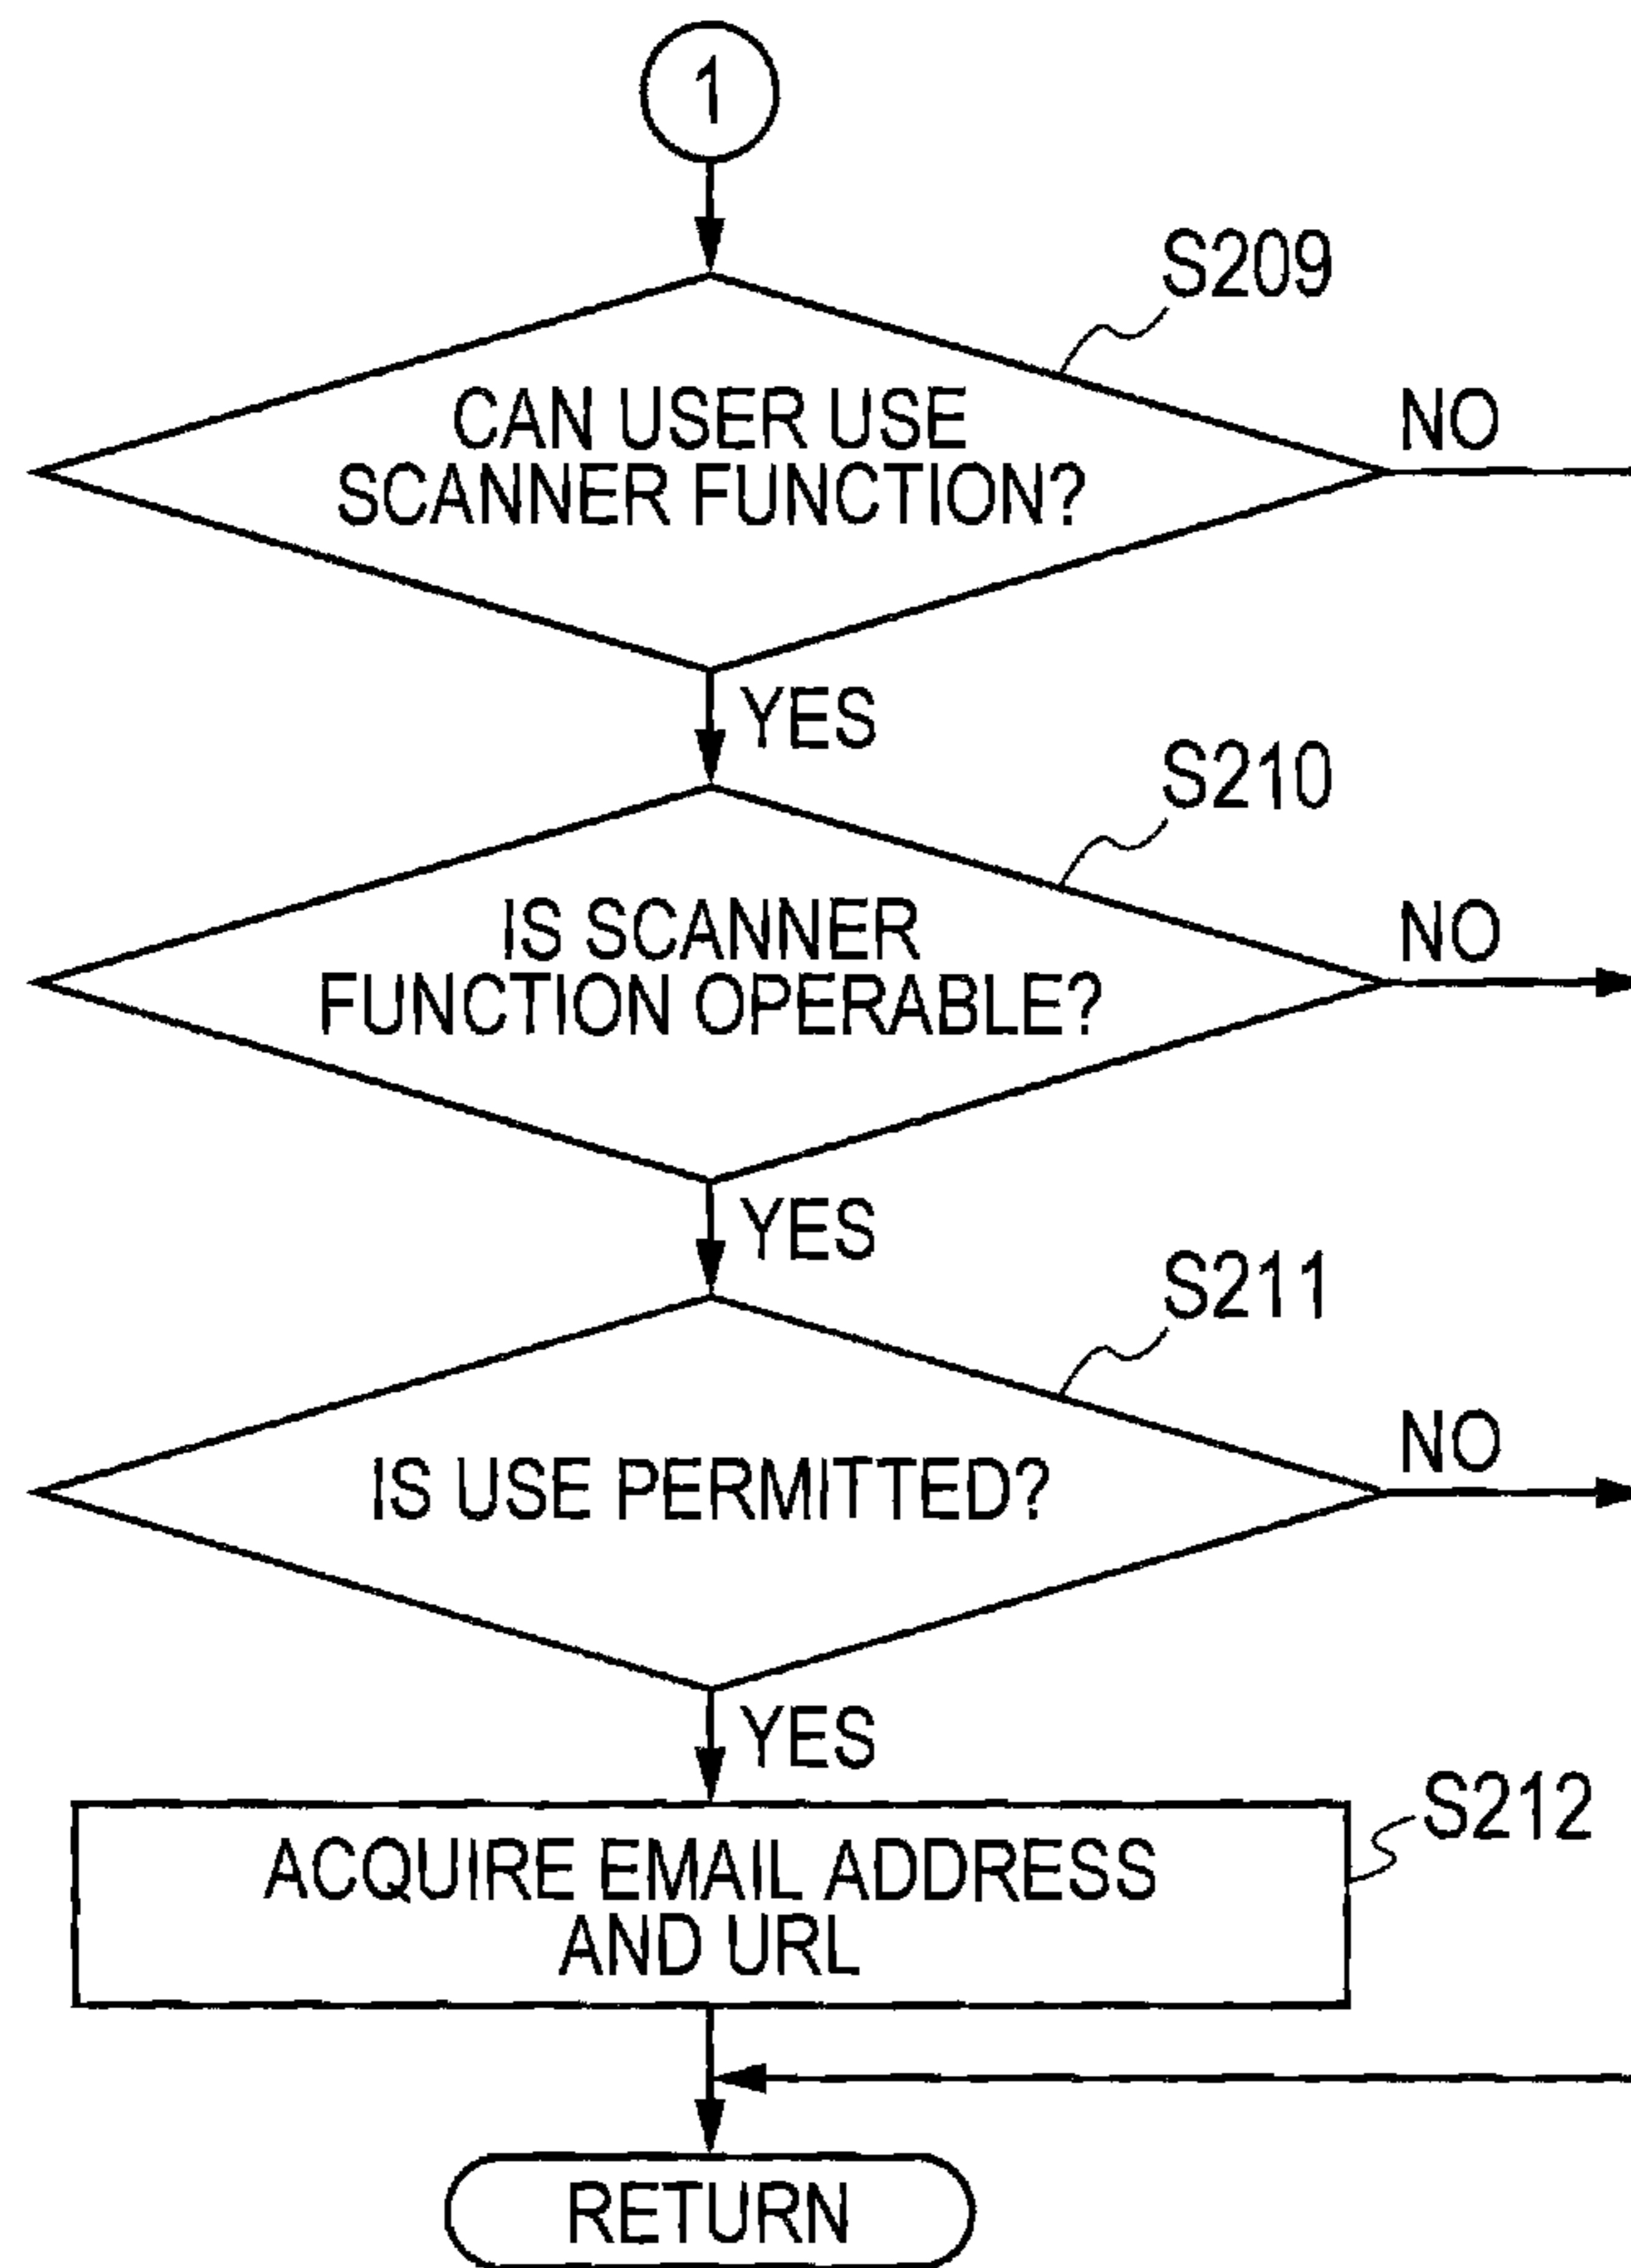 1
S209
CAN USER USE
SCANNER FUNCTION?
NO
YES
S210
IS SCANNER
FUNCTION OPERABLE?
NO
YES
S211
IS USE PERMITTED?
NO
YES
S212
ACQUIRE EMAIL ADDRESS
AND URL
RETURN